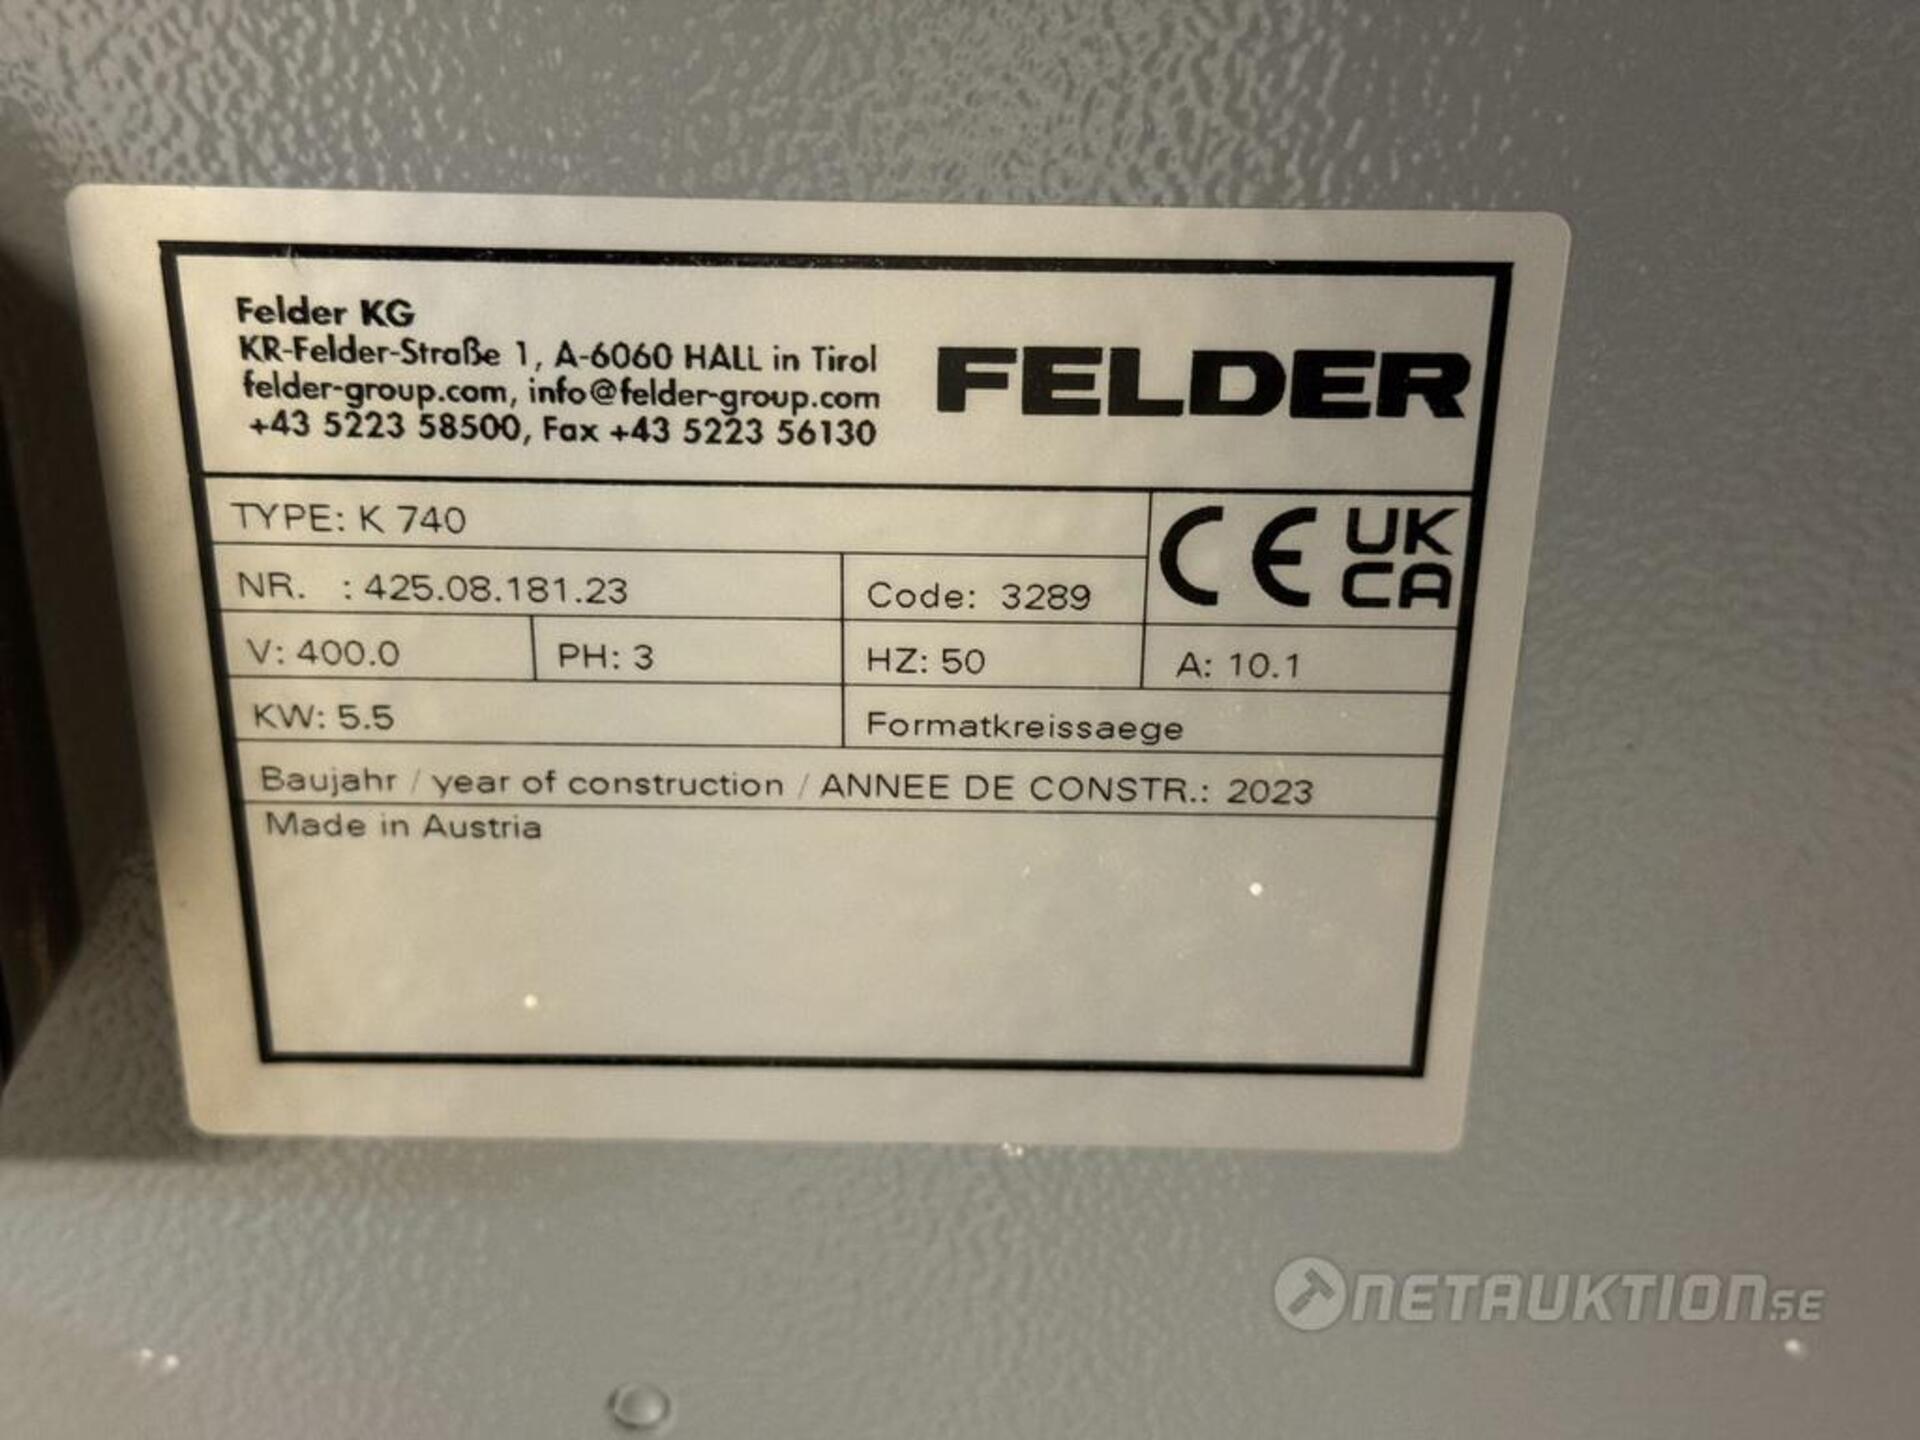 Felder KG
KR-Felder-Straße 1, A-6060 HALL in Tirol
felder-group.com, info@felder-group.com
+43 5223 58500, Fax +43 5223 56130
FELDER
TYPE: K 740
CE UK
CA
NR. : 425.08.181.23 Code: 3289
V: 400.0 PH: 3 HZ: 50 A: 10.1
KW: 5.5 Formatkreissaege
Baujahr / year of construction / ANNEE DE CONSTR.: 2023
Made in Austria
NETAUKTION.SE